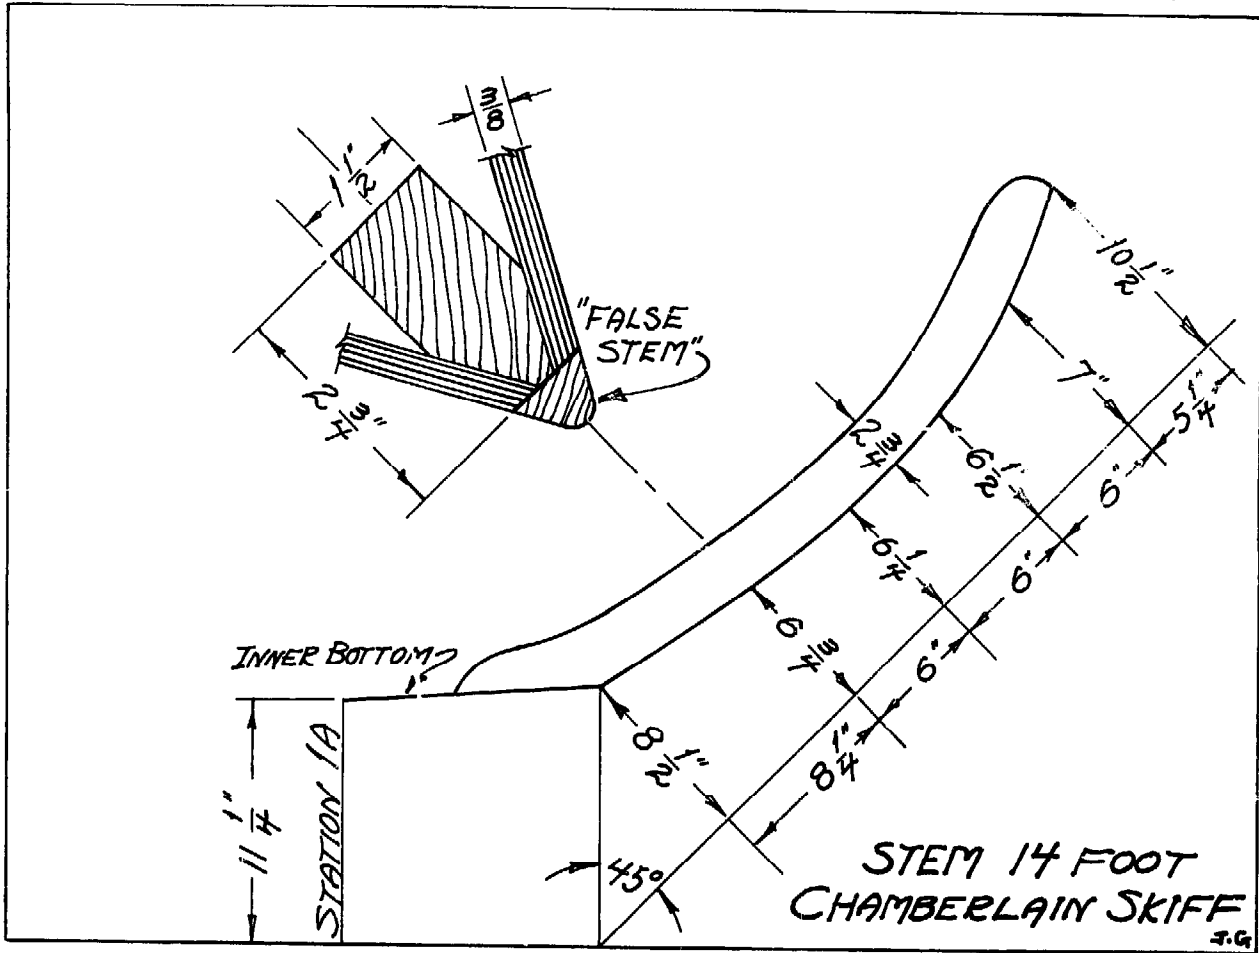 3/8
1 1/2"
"FALSE
STEM"
2 3/4"
10 1/2"
7"
5 1/4"
2 3/4
6 1/2"
6"
6 1/4
6"
6 3/4
6"
INNER BOTTOM
8 1/2"
8 1/4"
11 1/4"
STATION 1A
45°
STEM 14 FOOT
CHAMBERLAIN SKIFF
J.G